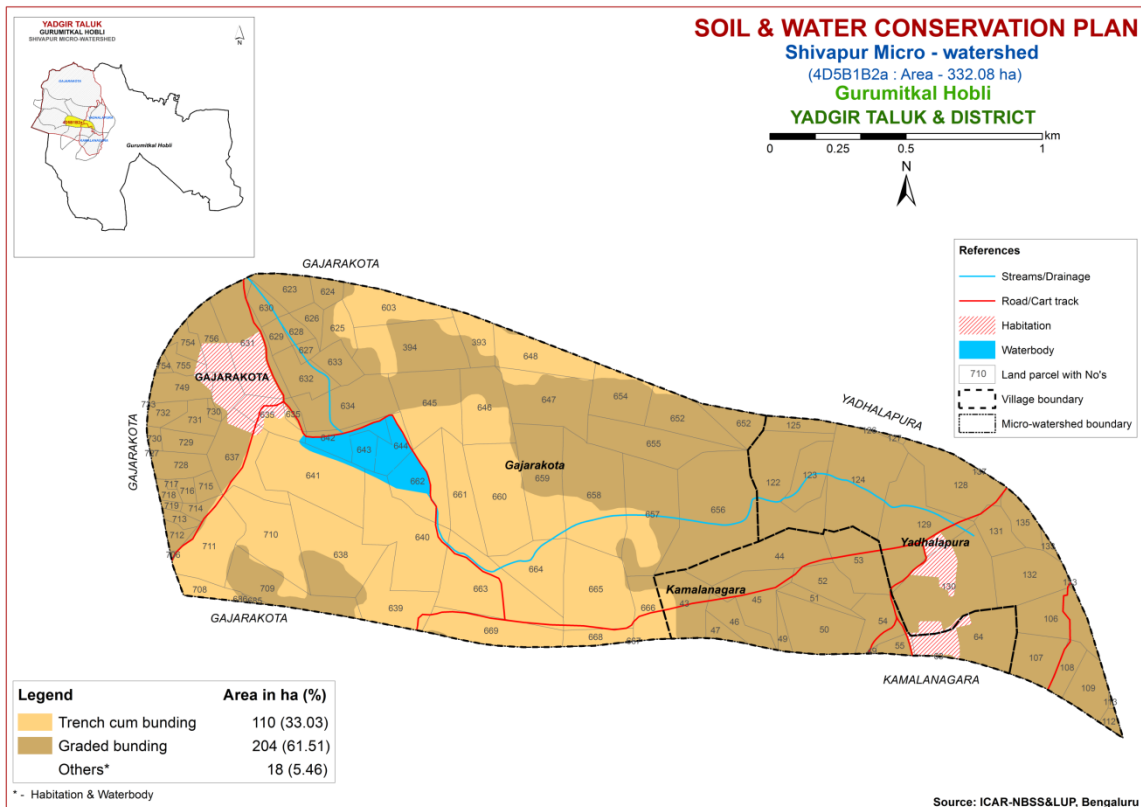 YADGIR TALUK
GURUMITKAL HOBLI
SHIVAPUR MICRO-WATERSHED
N
Gurumitkal Hobli
SOIL & WATER CONSERVATION PLAN
Shivapur Micro - watershed
(4D5B1B2a : Area - 332.08 ha)
Gurumitkal Hobli
YADGIR TALUK & DISTRICT
km
0 0.25 0.5 1
N
References
Streams/Drainage
Road/Cart track
Habitation
Waterbody
710 Land parcel with No's
Village boundary
Micro-watershed boundary
GAJARAKOTA
623 624
630 603
626
625
628
629
631
756
754
394 393
627
648
633
754 755
GAJARAKOTA
632
749
654
647
634 645 646
652
652
732
730
635
635
731
125
YADHALAPURA
642
655
730
729
643 644
637
GAJARAKOTA
728
641
Gajarakota
659
662
122 123 124
128
717 716 715
718
661 660 658
719 714
713
657 656
129
131 135
712
711
710
640
Yadhalapura
638
44 53
664
132
52
130
708
709
663
665
Kamalanagara
43 45 51
106
639
666
46
54
GAJARAKOTA
669
668
47 49 50
55
64
107
108
KAMALANAGARA
109
112
Legend Area in ha (%)
Trench cum bunding 110 (33.03)
Graded bunding 204 (61.51)
Others* 18 (5.46)
* - Habitation & Waterbody
Source: ICAR-NBSS&LUP, Bengaluru